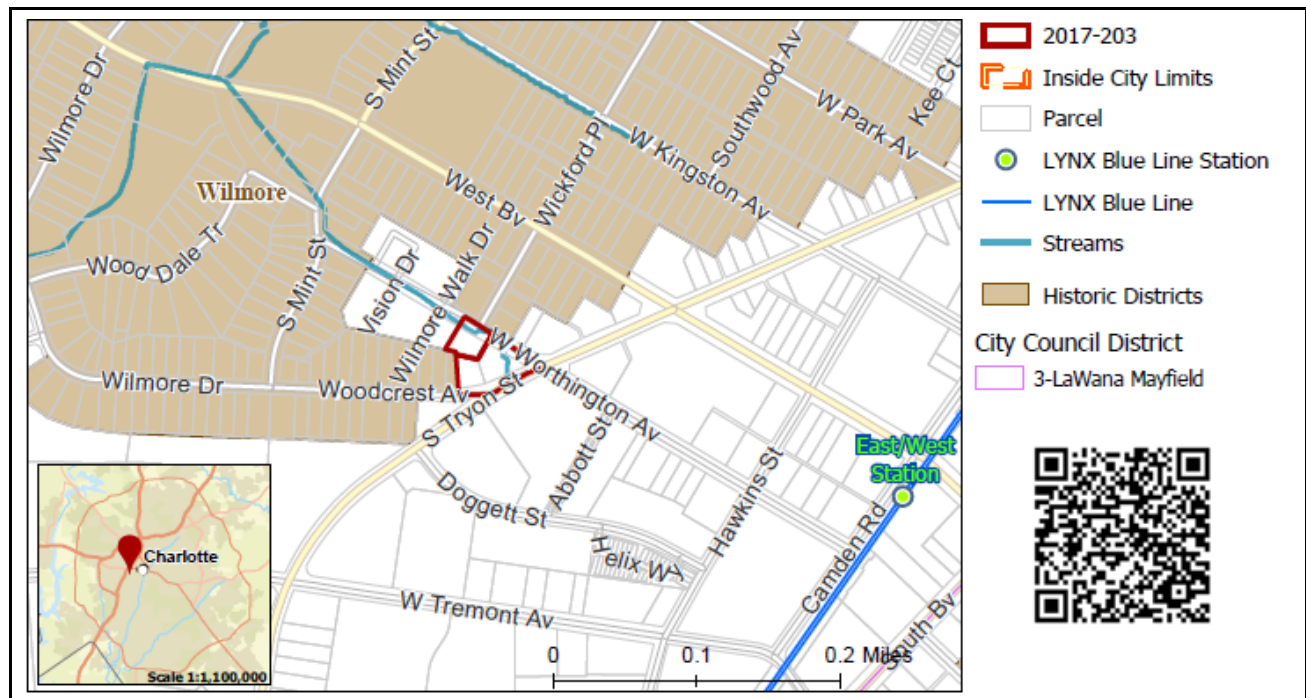 Wilmore Dr
S Mint St
Southwood Av
Kee Ct
W Park Av
W Kingston Av
Wickford Pl
West Bv
Wilmore
Wood Dale Tr
S Mint St
Vision Dr
Wilmore Walk Dr
W Worthington Av
Wilmore Dr
Woodcrest Av
S Tryon St
Abbott St
Doggett St
Hawkins St
Helix Wy
East/West
Station
Camden Rd
South Bv
W Tremont Av
0 0.1 0.2 Miles
Charlotte
Scale 1:1,100,000
2017-203
Inside City Limits
Parcel
LYNX Blue Line Station
LYNX Blue Line
Streams
Historic Districts
City Council District
3-LaWana Mayfield